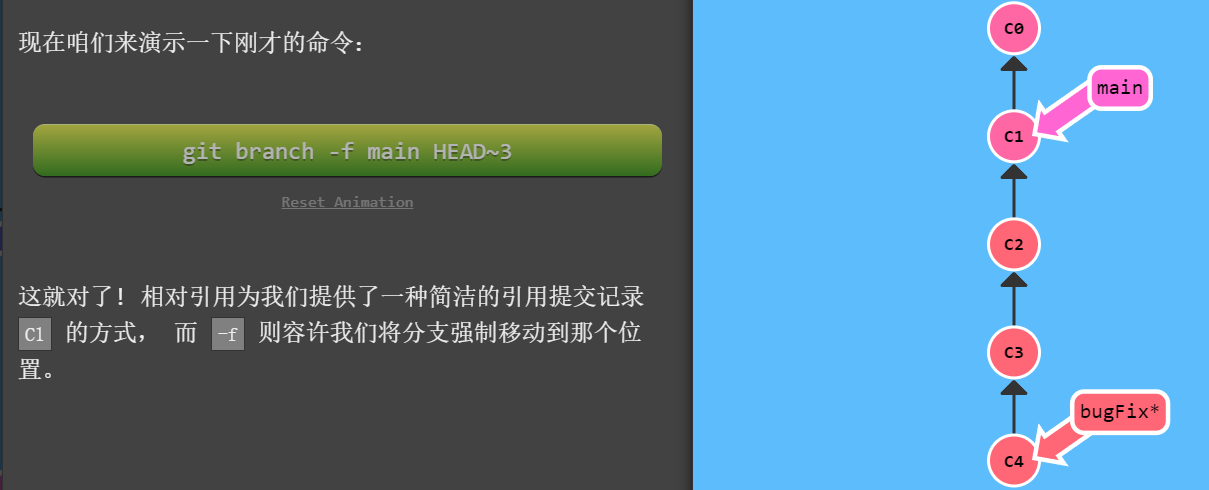 现在咱们来演示一下刚才的命令：
git branch -f main HEAD~3
Reset Animation
这就对了! 相对引用为我们提供了一种简洁的引用提交记录
C1 的方式， 而 -f 则容许我们将分支强制移动到那个位
置。
C0
main
C1
C2
C3
bugFix*
C4